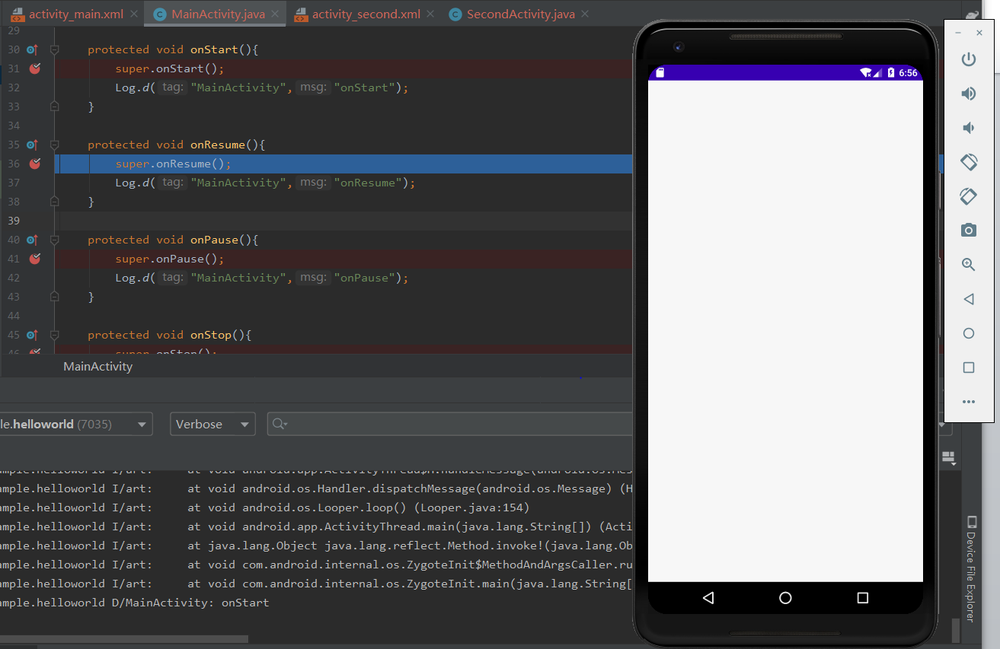 activity_main.xml MainActivity.java activity_second.xml SecondActivity.java
29
30 protected void onStart(){
31 super.onStart();
32 Log.d( tag: "MainActivity", msg: "onStart");
33 }
34
35 protected void onResume(){
36 super.onResume();
37 Log.d( tag: "MainActivity", msg: "onResume");
38 }
39
40 protected void onPause(){
41 super.onPause();
42 Log.d( tag: "MainActivity", msg: "onPause");
43 }
44
45 protected void onStop(){
46 super.onStop();
MainActivity
6:56
le.helloworld (7035) Verbose
ample.helloworld I/art: at void android.app.ActivityThread$H.handleMessage(android.os.Mes
ample.helloworld I/art: at void android.os.Handler.dispatchMessage(android.os.Message) (H
ample.helloworld I/art: at void android.os.Looper.loop() (Looper.java:154)
ample.helloworld I/art: at void android.app.ActivityThread.main(java.lang.String[]) (Acti
ample.helloworld I/art: at java.lang.Object java.lang.reflect.Method.invoke!(java.lang.Ob
ample.helloworld I/art: at void com.android.internal.os.ZygoteInit$MethodAndArgsCaller.ru
ample.helloworld I/art: at void com.android.internal.os.ZygoteInit.main(java.lang.String[
ample.helloworld D/MainActivity: onStart
Device File Explorer